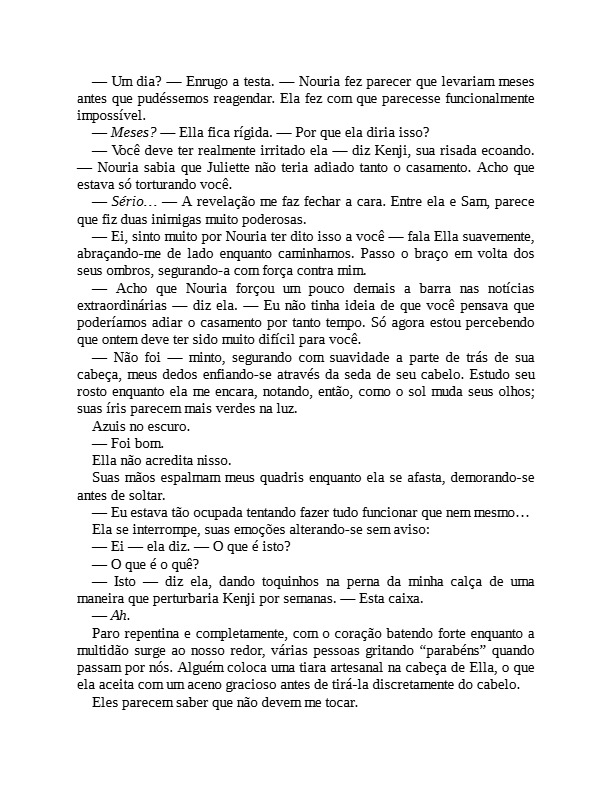 — Um dia? — Enrugo a testa. — Nouria fez parecer que levariam meses
antes que pudéssemos reagendar. Ela fez com que parecesse funcionalmente
impossível.
— Meses? — Ella fica rígida. — Por que ela diria isso?
— Você deve ter realmente irritado ela — diz Kenji, sua risada ecoando.
— Nouria sabia que Juliette não teria adiado tanto o casamento. Acho que
estava só torturando você.
— Sério… — A revelação me faz fechar a cara. Entre ela e Sam, parece
que fiz duas inimigas muito poderosas.
— Ei, sinto muito por Nouria ter dito isso a você — fala Ella suavemente,
abraçando-me de lado enquanto caminhamos. Passo o braço em volta dos
seus ombros, segurando-a com força contra mim.
— Acho que Nouria forçou um pouco demais a barra nas notícias
extraordinárias — diz ela. — Eu não tinha ideia de que você pensava que
poderíamos adiar o casamento por tanto tempo. Só agora estou percebendo
que ontem deve ter sido muito difícil para você.
— Não foi — minto, segurando com suavidade a parte de trás de sua
cabeça, meus dedos enfiando-se através da seda de seu cabelo. Estudo seu
rosto enquanto ela me encara, notando, então, como o sol muda seus olhos;
suas íris parecem mais verdes na luz.
Azuis no escuro.
— Foi bom.
Ella não acredita nisso.
Suas mãos espalmam meus quadris enquanto ela se afasta, demorando-se
antes de soltar.
— Eu estava tão ocupada tentando fazer tudo funcionar que nem mesmo…
Ela se interrompe, suas emoções alterando-se sem aviso:
— Ei — ela diz. — O que é isto?
— O que é o quê?
— Isto — diz ela, dando toquinhos na perna da minha calça de uma
maneira que perturbaria Kenji por semanas. — Esta caixa.
— Ah.
Paro repentina e completamente, com o coração batendo forte enquanto a
multidão surge ao nosso redor, várias pessoas gritando “parabéns” quando
passam por nós. Alguém coloca uma tiara artesanal na cabeça de Ella, o que
ela aceita com um aceno gracioso antes de tirá-la discretamente do cabelo.
Eles parecem saber que não devem me tocar.